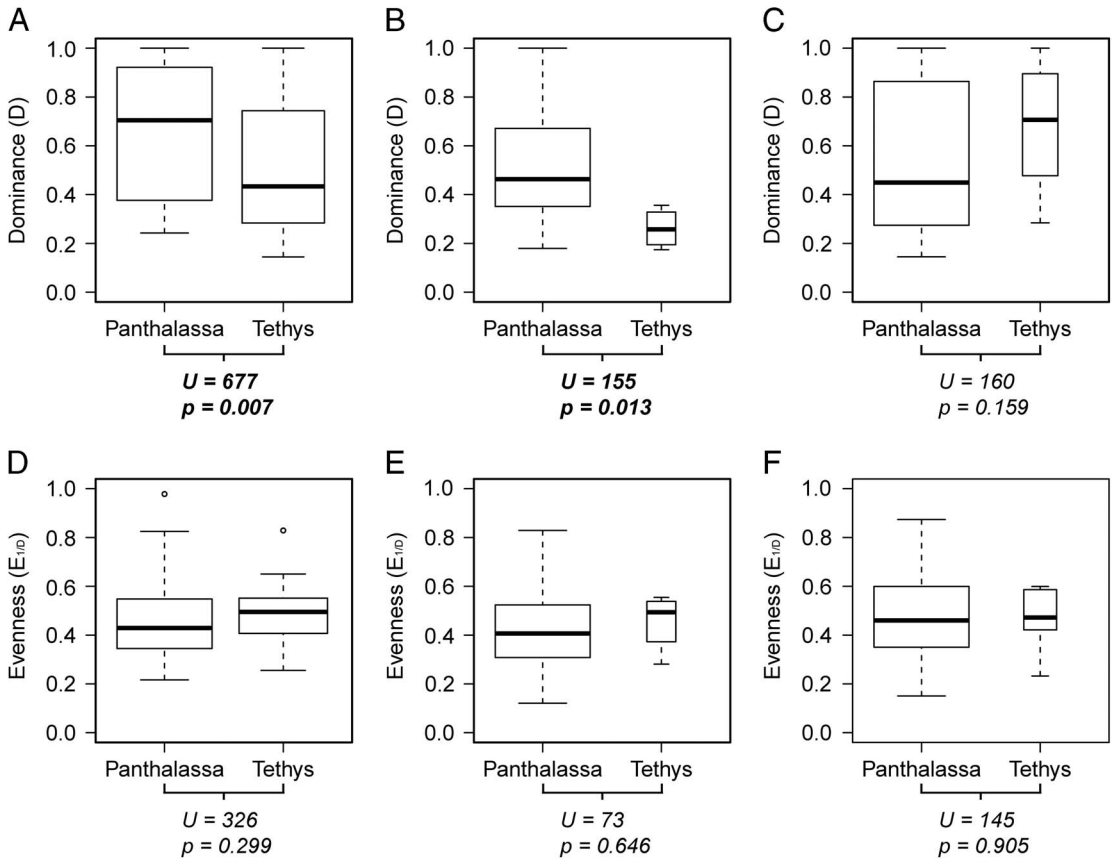 A
Dominance (D)
1.0
0.8
0.6
0.4
0.2
0.0
Panthalassa Tethys
U = 677
p = 0.007
B
Dominance (D)
1.0
0.8
0.6
0.4
0.2
0.0
Panthalassa Tethys
U = 155
p = 0.013
C
Dominance (D)
1.0
0.8
0.6
0.4
0.2
0.0
Panthalassa Tethys
U = 160
p = 0.159
D
Evenness (E1/D)
1.0
0.8
0.6
0.4
0.2
0.0
Panthalassa Tethys
U = 326
p = 0.299
E
Evenness (E1/D)
1.0
0.8
0.6
0.4
0.2
0.0
Panthalassa Tethys
U = 73
p = 0.646
F
Evenness (E1/D)
1.0
0.8
0.6
0.4
0.2
0.0
Panthalassa Tethys
U = 145
p = 0.905